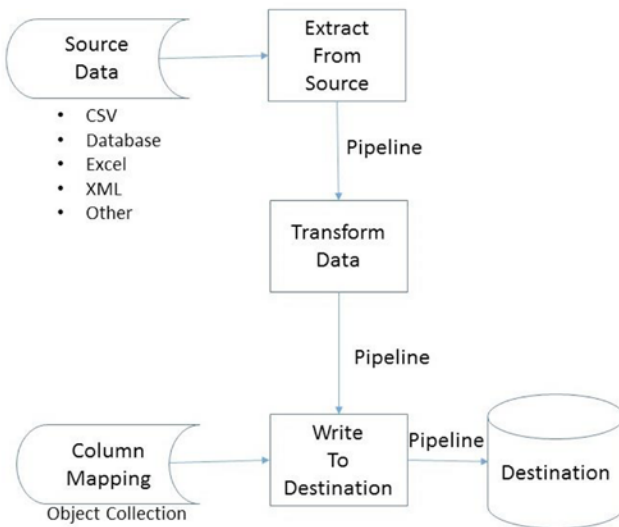 Source
Data
• CSV
• Database
• Excel
• XML
• Other
Extract
From
Source
Pipeline
Transform
Data
Pipeline
Column
Mapping
Object Collection
Write
To
Destination
Pipeline
Destination